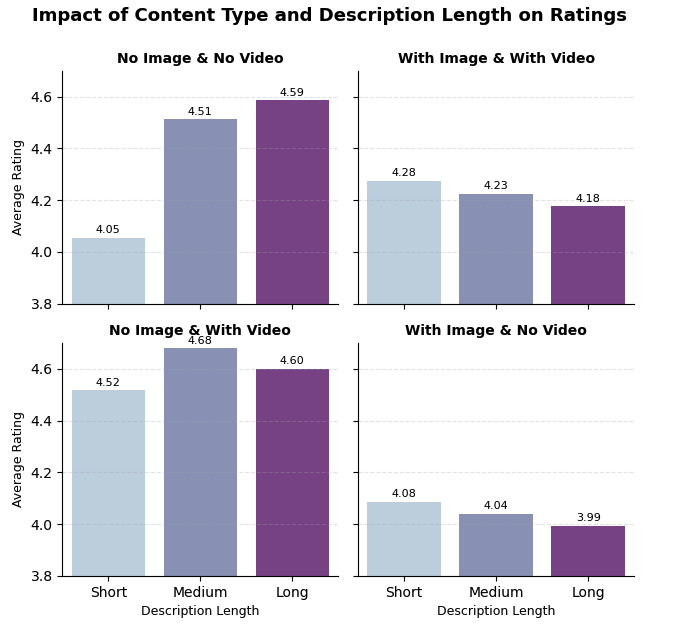 Impact of Content Type and Description Length on Ratings
No Image & No Video
With Image & With Video
Average Rating
4.6
4.4
4.2
4.0
3.8
4.05
4.51
4.59
4.28
4.23
4.18
No Image & With Video
With Image & No Video
Average Rating
4.6
4.4
4.2
4.0
3.8
4.52
4.68
4.60
4.08
4.04
3.99
Short Medium Long
Short Medium Long
Description Length
Description Length